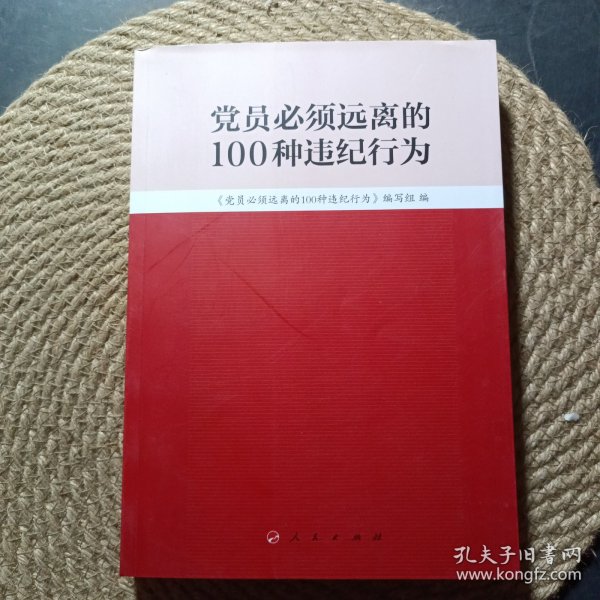 党员必须远离的
100种违纪行为
《党员必须远离的100种违纪行为》编写组 编
人民出版社
孔夫子旧书网
www.kongfz.com